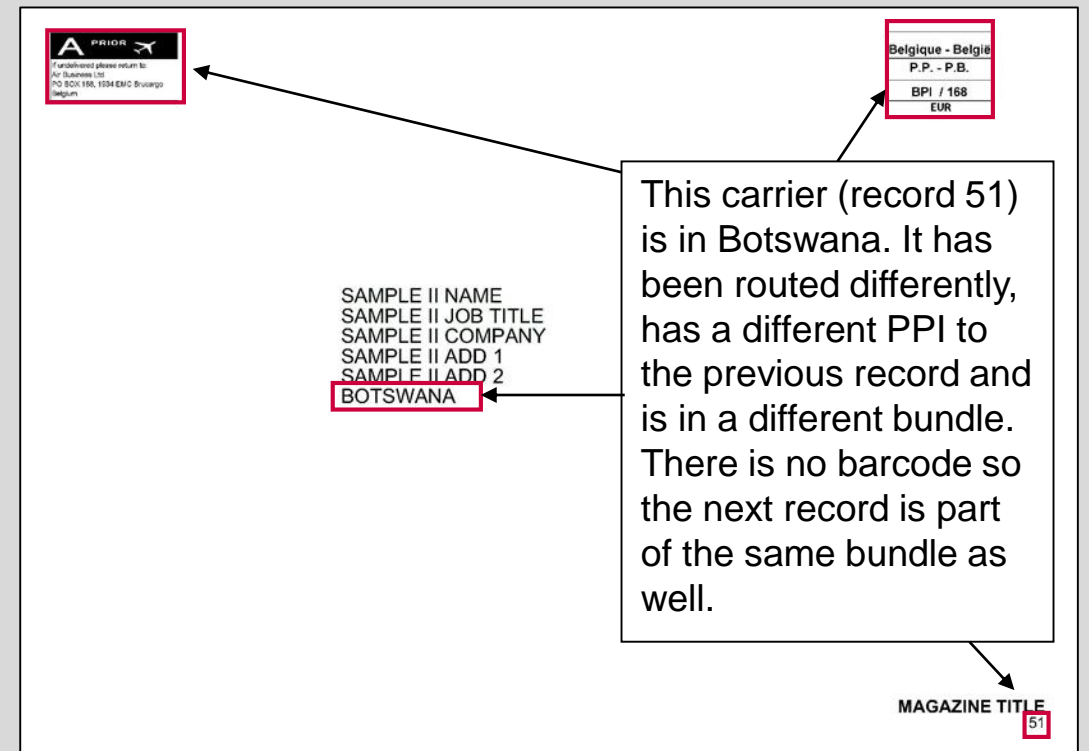 A PRIOR
If undelivered please return to:
Air Business Ltd
PO BOX 168, 1934 EMC Brucargo
Belgium
Belgique - België
P.P. - P.B.
BPI / 168
EUR
This carrier (record 51)
is in Botswana. It has
been routed differently,
has a different PPI to
the previous record and
is in a different bundle.
There is no barcode so
the next record is part
of the same bundle as
well.
SAMPLE II NAME
SAMPLE II JOB TITLE
SAMPLE II COMPANY
SAMPLE II ADD 1
SAMPLE II ADD 2
BOTSWANA
MAGAZINE TITLE
51